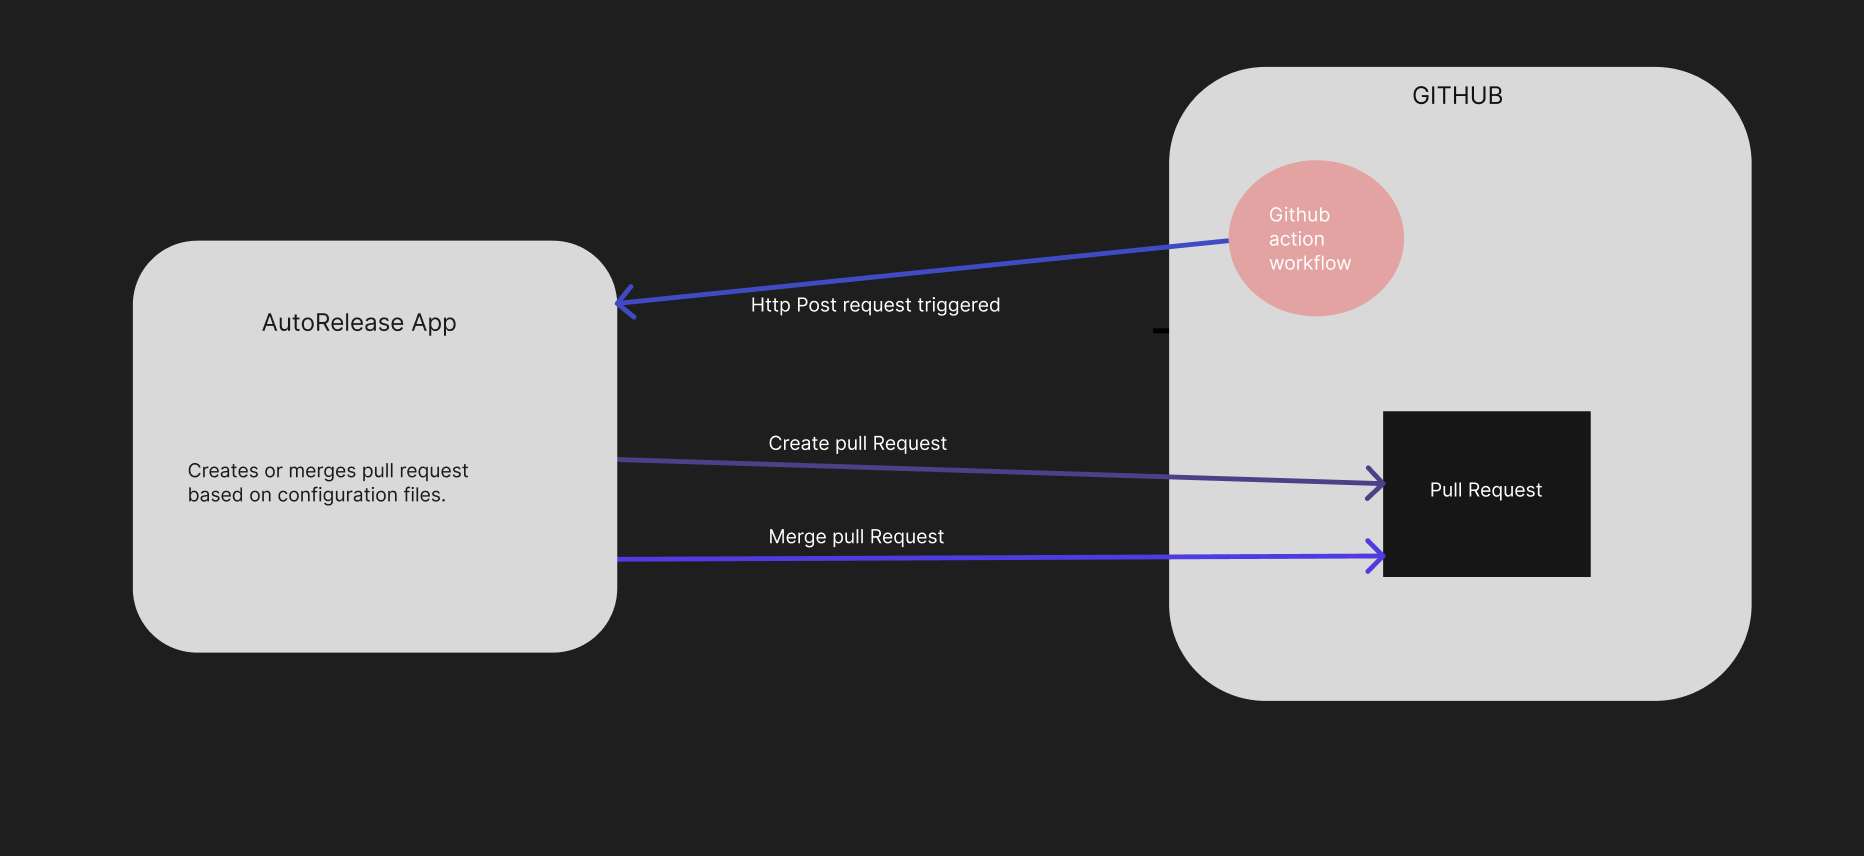 GITHUB
Github
action
workflow
Http Post request triggered
AutoRelease App
Create pull Request
Creates or merges pull request
based on configuration files.
Pull Request
Merge pull Request